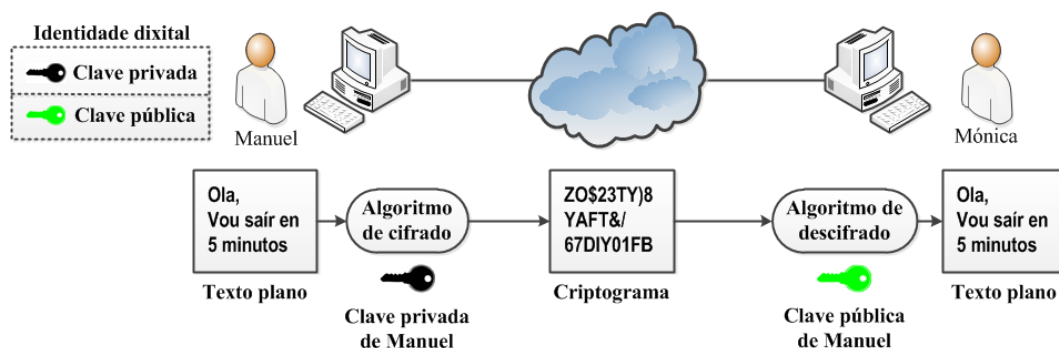 Identidade dixital
Clave privada
Clave pública
Manuel
Mónica
Ola,
Vou saír en
5 minutos
Texto plano
Algoritmo
de cifrado
Clave privada
de Manuel
ZO$23TY)8
YAFT&/
67DIY01FB
Criptograma
Algoritmo de
descifrado
Clave pública
de Manuel
Ola,
Vou saír en
5 minutos
Texto plano